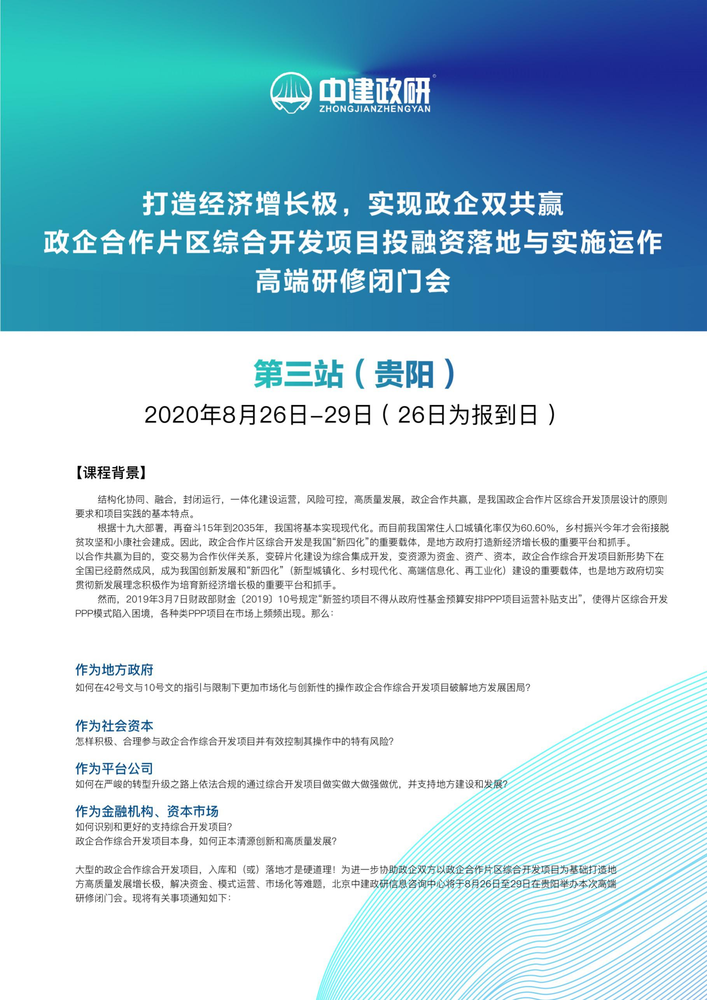 中建政研©
ZHONGJIANZHENGYAN
打造经济增长极，实现政企双共赢
政企合作片区综合开发项目投融资落地与实施运作
高端研修闭门会
第三站（贵阳）
2020年8月26日-29日（26日为报到日）
【课程背景】
结构化协同、融合，封闭运行，一体化建设运营，风险可控，高质量发展，政企合作共赢，是我国政企合作片区综合开发顶层设计的原则
要求和项目实践的基本特点。
根据十九大部署，再奋斗15年到2035年，我国将基本实现现代化。而目前我国常住人口城镇化率仅为60.60%，乡村振兴今年才会衔接脱
贫攻坚和小康社会建成。因此，政企合作片区综合开发是我国“新四化”的重要载体，是地方政府打造新经济增长极的重要平台和抓手。
以合作共赢为目的，变交易为合作伙伴关系，变碎片化建设为综合集成开发，变资源为资金、资产、资本，政企合作综合开发项目新形势下在
全国已经蔚然成风，成为我国创新发展和“新四化”（新型城镇化、乡村现代化、高端信息化、再工业化）建设的重要载体，也是地方政府切实
贯彻新发展理念积极作为培育新经济增长极的重要平台和抓手。
然而，2019年3月7日财政部财金〔2019〕10号规定“新签约项目不得从政府性基金预算安排PPP项目运营补贴支出”，使得片区综合开发
PPP模式陷入困境，各种类PPP项目在市场上频频出现。那么：
作为地方政府
如何在42号文与10号文的指引与限制下更加市场化与创新性的操作政企合作综合开发项目破解地方发展困局？
作为社会资本
怎样积极、合理参与政企合作综合开发项目并有效控制其操作中的特有风险？
作为平台公司
如何在严峻的转型升级之路上依法合规的通过综合开发项目做实做大做强做优，并支持地方建设和发展？
作为金融机构、资本市场
如何识别和更好的支持综合开发项目？
政企合作综合开发项目本身，如何正本清源创新和高质量发展？
大型的政企合作综合开发项目，入库和（或）落地才是硬道理！为进一步协助政企双方以政企合作片区综合开发项目为基础打造地
方高质量发展增长极，解决资金、模式运营、市场化等难题，北京中建政研信息咨询中心将于8月26日至29日在贵阳举办本次高端
研修闭门会。现将有关事项通知如下：